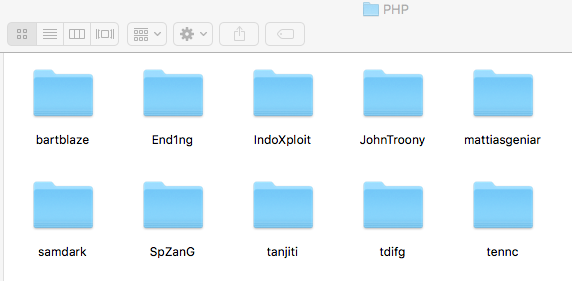 PHP
bartblaze
End1ng
IndoXploit
JohnTroony
mattiasgeniar
samdark
SpZanG
tanjiti
tdifg
tennc